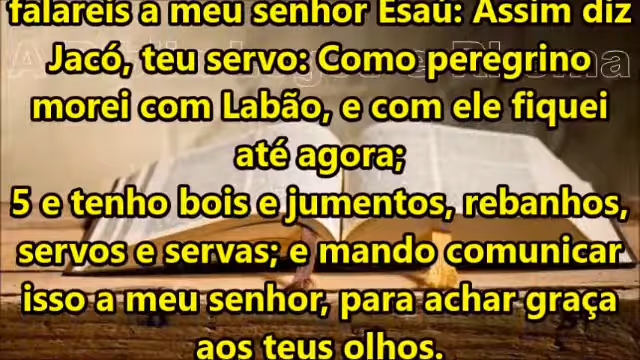 falareis a meu senhor Esaú: Assim diz
Jacó, teu servo: Como peregrino
morei com Labão, e com ele fiquei
até agora;
5 e tenho bois e jumentos, rebanhos,
servos e servas; e mando comunicar
isso a meu senhor, para achar graça
aos teus olhos.